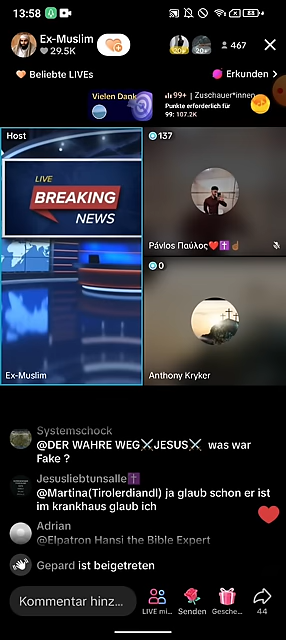 13:58
Ex-Muslim
29.5K
467
Beliebte LIVEs
Erkunden
Vielen Dank
99+ | Zuschauer*innen
Punkte erforderlich für
99: 107.2K
Host
LIVE
BREAKING
NEWS
Ex-Muslim
137
Pávlos Παύλος❤️✝️☝🏾
0
Anthony Kryker
Systemschock
@DER WAHRE WEG⚔️JESUS⚔️ was war
Fake ?
Jesusliebtunsalle✝️
@Martina(Tirolerdiandl) ja glaub schon er ist
im krankhaus glaub ich
Adrian
@Elpatron Hansi the Bible Expert
Gepard ist beigetreten
Kommentar hinz...
LIVE mi...
Senden
Gesche...
44